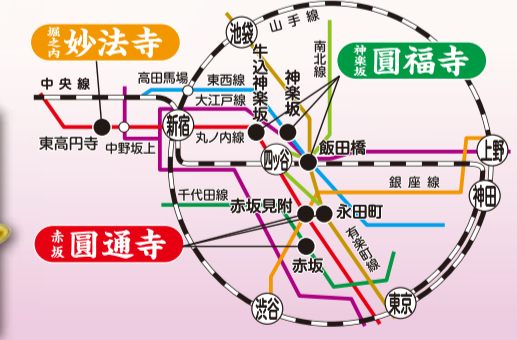 堀之内 妙法寺
池袋
山手線
南北線
牛込神楽坂
神楽坂
神楽坂 圓福寺
中央線
高田馬場
東西線
大江戸線
新宿
丸ノ内線
東高円寺
中野坂上
四ッ谷
飯田橋
上野
銀座線
神田
千代田線
赤坂見附
永田町
赤坂 圓通寺
有楽町線
赤坂
渋谷
東京